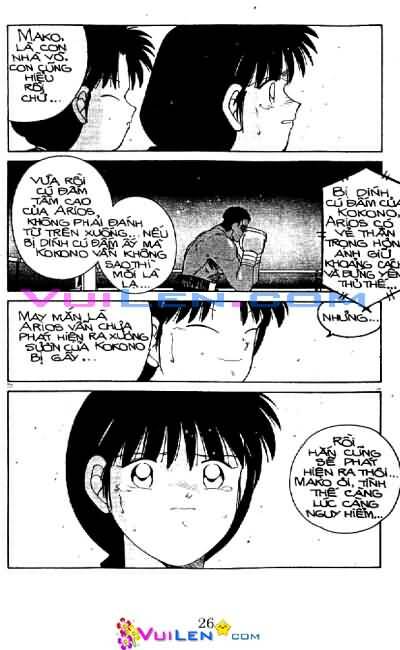 MAKO,
LÀ CON
NHÀ VÕ,
CON CŨNG
HIỂU
RỒI
CHỨ...
VỪA RỒI
CÚ ĐẤM
TẦM CAO
CỦA ARIOS,
KHÔNG PHẢI ĐÁNH
TỪ TRÊN XUỐNG... NẾU
BỊ DÍNH CÚ ĐẤM ẤY MÀ
KOKONO VẪN KHÔNG
SAO THÌ
MỚI LÀ
LẠ...
BỊ DÍNH
CÚ ĐẤM CỦA
KOKONO,
ARIOS CÓ
VẺ THẬN
TRỌNG HƠN
ANH GIỮ
KHOẢNG CÁCH
VÀ ĐỨNG YÊN
THỦ THẾ...
MAY MẮN LÀ
ARIOS VẪN CHƯA
PHÁT HIỆN RA XƯƠNG
SƯỜN CỦA KOKONO
BỊ GÃY...
NHƯNG...
VUILEN.COM
RỒI
HẮN CŨNG
SẼ PHÁT
HIỆN RA THÔI...
MAKO ƠI, TÌNH
THẾ CÀNG
LÚC CÀNG
NGUY HIỂM...
26
VUILEN.COM